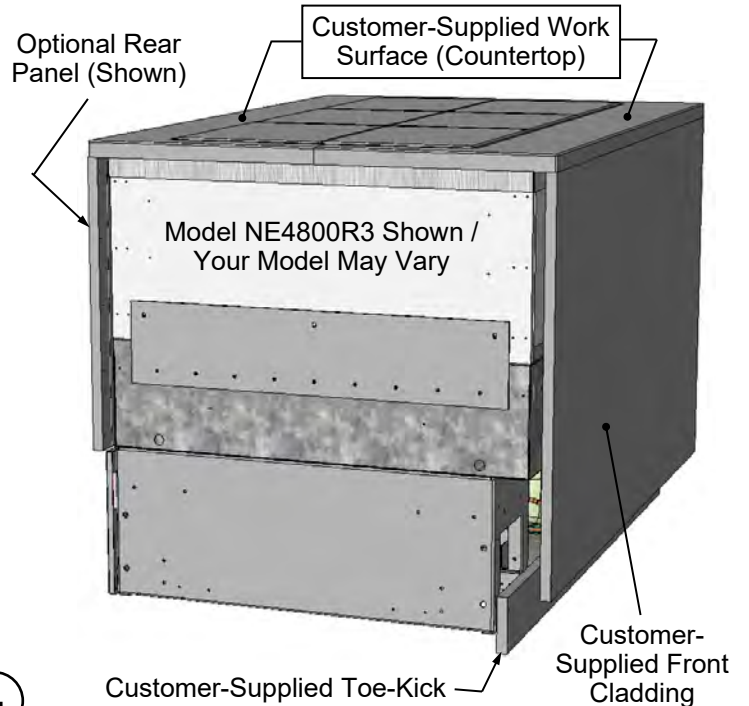 Optional Rear
Panel (Shown)
Customer-Supplied Work
Surface (Countertop)
Model NE4800R3 Shown /
Your Model May Vary
Customer-Supplied Toe-Kick
Customer-
Supplied Front
Cladding